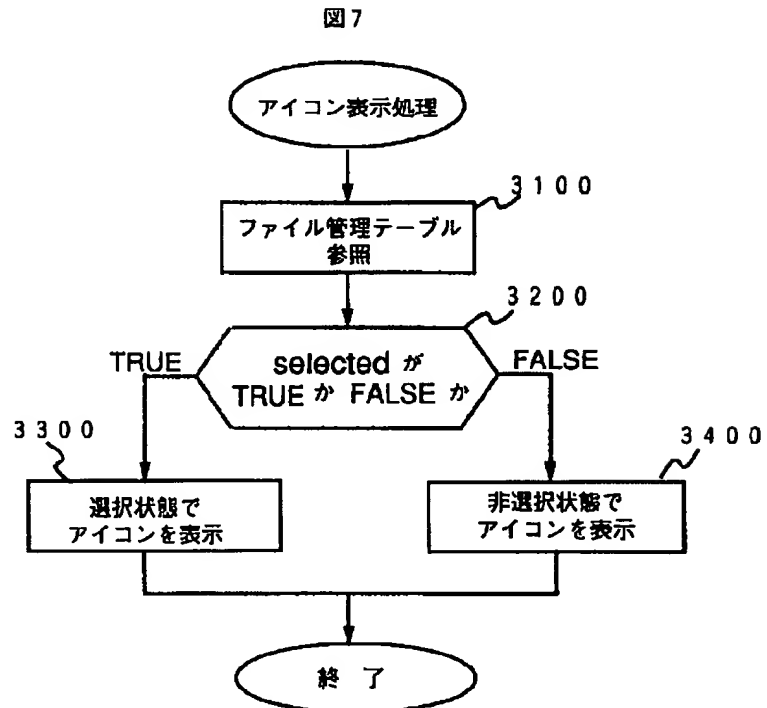 図7
アイコン表示処理
3100
ファイル管理テーブル
参照
3200
selected が
TRUE か FALSE か
TRUE
FALSE
3300
選択状態で
アイコンを表示
3400
非選択状態で
アイコンを表示
終 了